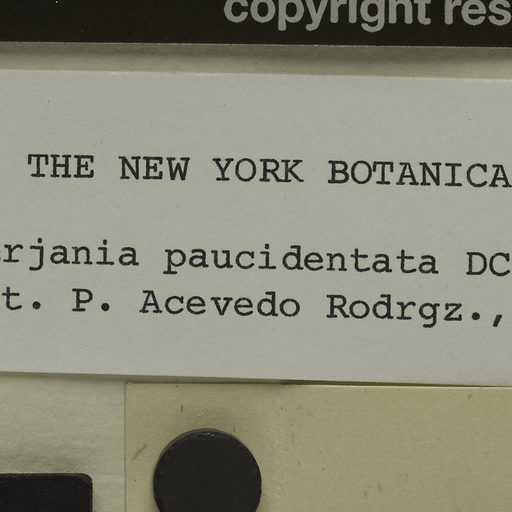 copyright res
THE NEW YORK BOTANICA
rjania paucidentata DC
t. P. Acevedo Rodrgz.,